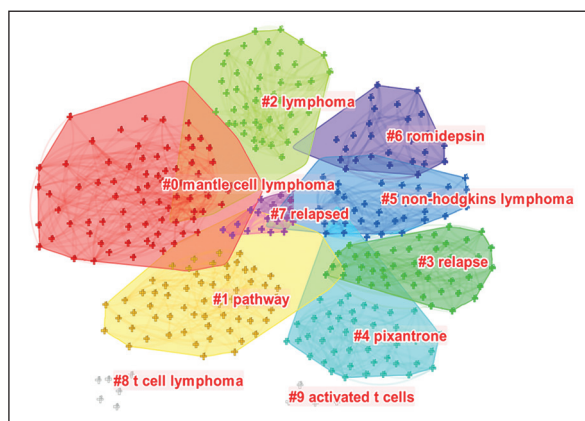 #2 lymphoma
#6 romidepsin
#0 mantle cell lymphoma
#5 non-hodgkins lymphoma
#7 relapsed
#3 relapse
#1 pathway
#4 pixantrone
#8 t cell lymphoma
#9 activated t cells